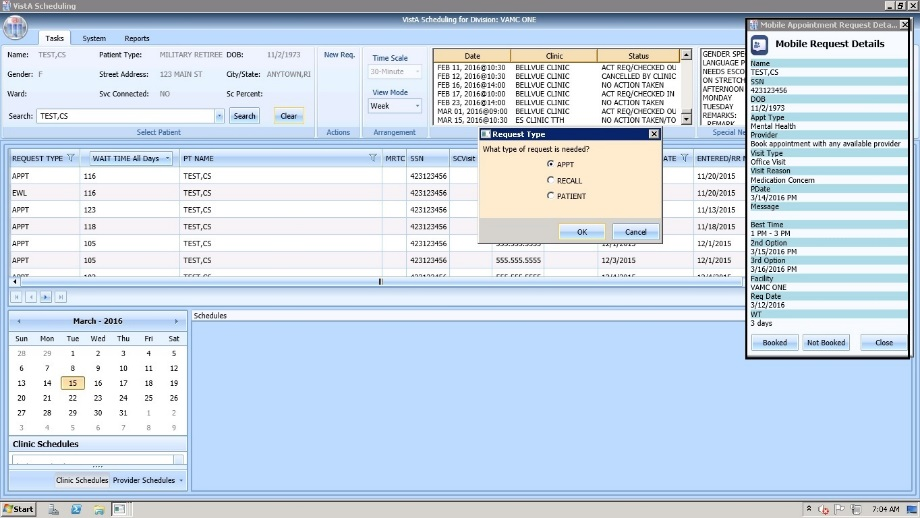 VistA Scheduling
VistA Scheduling for Division: VAMC ONE
Tasks System Reports
Name: TEST,CS Patient Type: MILITARY RETIREE DOB: 11/2/1973
Gender: F Street Address: 123 MAIN ST City/State: ANYTOWN,RI
Ward: Svc Connected: NO Sc Percent:
Search: TEST,CS Search Clear
Select Patient
New Req.
Actions
Time Scale
30-Minute
View Mode
Week
Arrangement
Date Clinic Status
FEB 11, 2016@10:30 BELLVUE CLINIC ACT REQ/CHECKED OU
FEB 12, 2016@10:30 BELLVUE CLINIC CANCELLED BY CLINIC
FEB 16, 2016@14:00 BELLVUE CLINIC NO ACTION TAKEN
FEB 17, 2016@10:00 BELLVUE CLINIC ACT REQ/CHECKED IN
FEB 23, 2016@14:00 BELLVUE CLINIC NO ACTION TAKEN
MAR 01, 2016@09:00 BELLVUE CLINIC ACT REQ/CHECKED OU
MAR 15, 2016@10:30 ES CLINIC TTH NO ACTION TAKEN/TO
GENDER SPE
LANGUAGE P
NEEDS ESCO
ON STRETCH
AFTERNOON
MONDAY
TUESDAY
REMARKS:
REMARK
Special Ne
REQUEST TYPE WAIT TIME All Days PT NAME MRTC SSN SCVisit ATE ENTERED/RR
APPT 116 TEST,CS 423123456 11/20/2015
EWL 116 TEST,CS 423123456 11/20/2015
APPT 123 TEST,CS 423123456 11/13/2015
APPT 118 TEST,CS 423123456 11/18/2015
APPT 105 TEST,CS 423123456 555.555.5555 12/1/2015 12/1/2015
APPT 105 TEST,CS 423123456 555.555.5555 12/3/2015 12/1/2015
Request Type
What type of request is needed?
APPT
RECALL
PATIENT
OK Cancel
Mobile Appointment Request Deta...
Mobile Request Details
Name
TEST,CS
SSN
423123456
DOB
11/2/1973
Appt Type
Mental Health
Provider
Book appointment with any available provider
Visit Type
Office Visit
Visit Reason
Medication Concern
PDate
3/14/2016 PM
Message
Best Time
1 PM - 3 PM
2nd Option
3/15/2016 PM
3rd Option
3/16/2016 PM
Facility
VAMC ONE
Req Date
3/12/2016
WT
3 days
Booked Not Booked Close
March - 2016
Sun Mon Tue Wed Thu Fri Sat
28 29 1 2 3 4 5
6 7 8 9 10 11 12
13 14 15 16 17 18 19
20 21 22 23 24 25 26
27 28 29 30 31 1 2
3 4 5 6 7 8 9
Clinic Schedules
Clinic Schedules Provider Schedules
Schedules
Start
7:04 AM